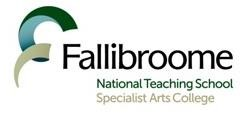 Fallibroome
National Teaching School
Specialist Arts College